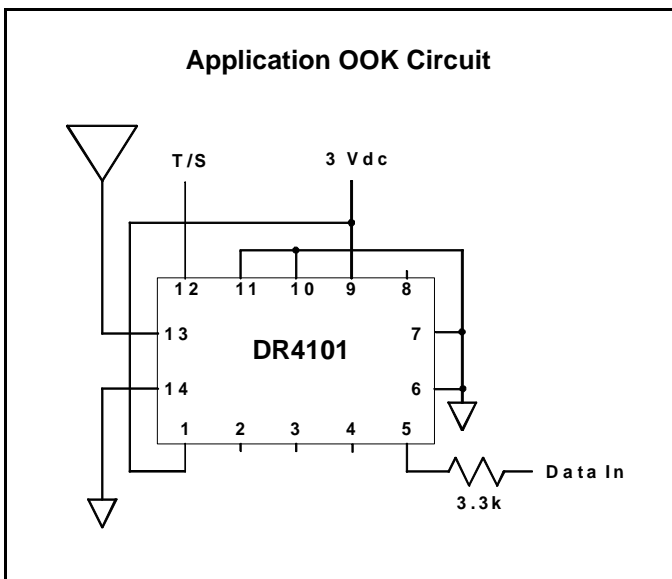 Application OOK Circuit
T/S
3 Vdc
12 11 10 9 8
13
DR4101
7
14
6
1 2 3 4 5
Data In
3.3k